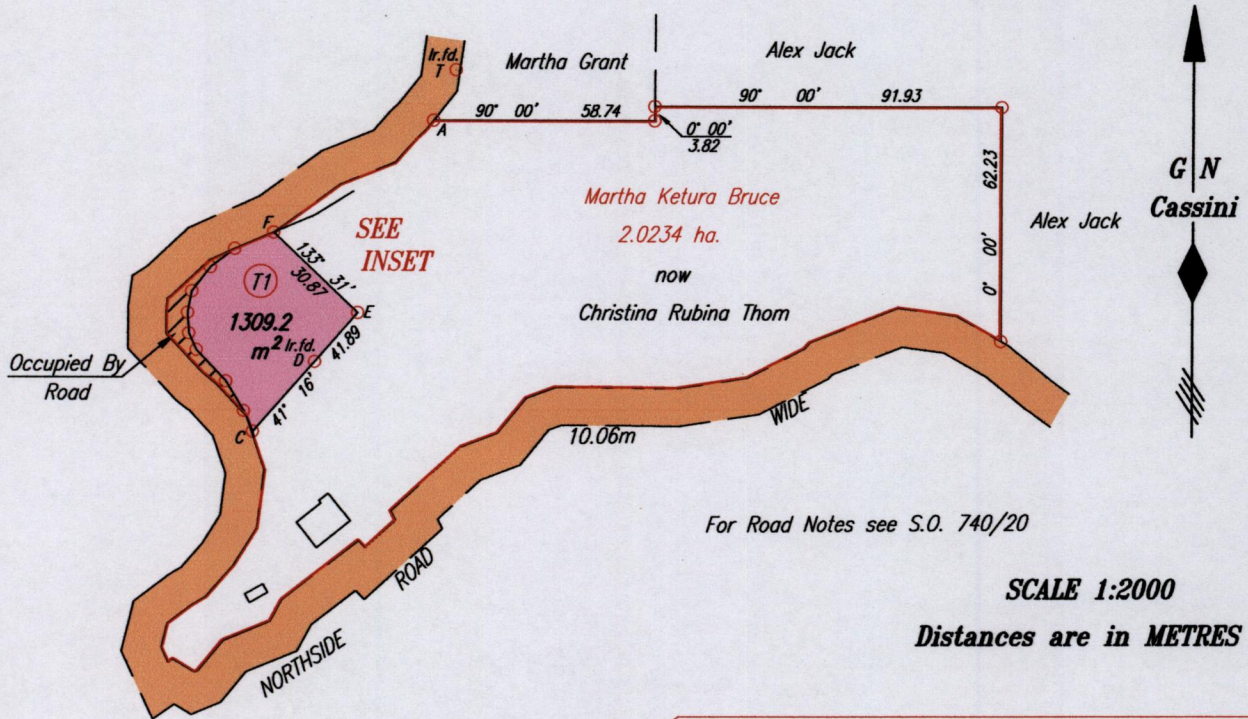 Ir.fd.
T
Martha Grant
Alex Jack
A
90° 00' 58.74
90° 00' 91.93
0° 00'
3.82
62.23
0° 00'
G N
Cassini
Alex Jack
Martha Ketura Bruce
2.0234 ha.
now
Christina Rubina Thom
F
SEE
INSET
133° 31'
30.87
T1
1309.2
m²
Ir.fd.
D
E
41.89
41° 16'
C
Occupied By
Road
10.06m
WIDE
NORTHSIDE
ROAD
For Road Notes see S.O. 740/20
SCALE 1:2000
Distances are in METRES